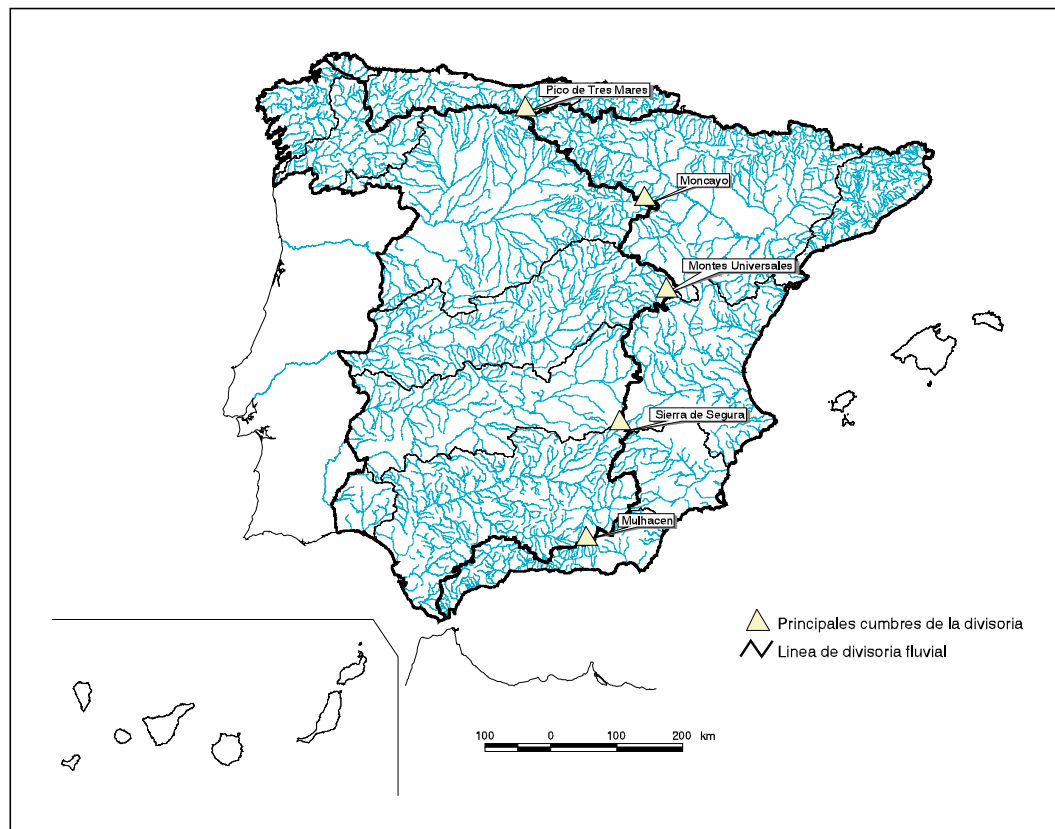 Pico de Tres Mares
Moncayo
Montes Universales
Sierra de Segura
Mulhacen
Principales cumbres de la divisoria
Linea de divisoria fluvial
100 0 100 200 km